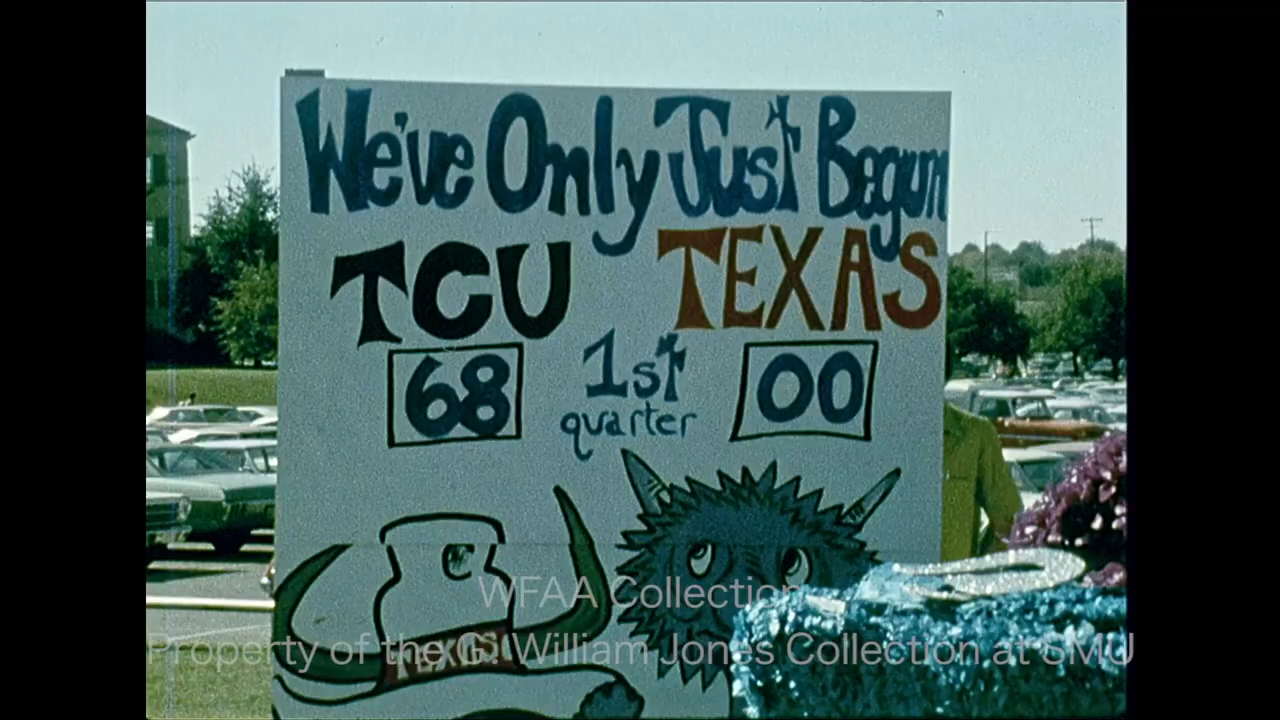 We've Only Just Begun
TCU TEXAS
68 1st 00
quarter
WFAA Collection
TEXAS
Property of the G. William Jones Collection at SMU